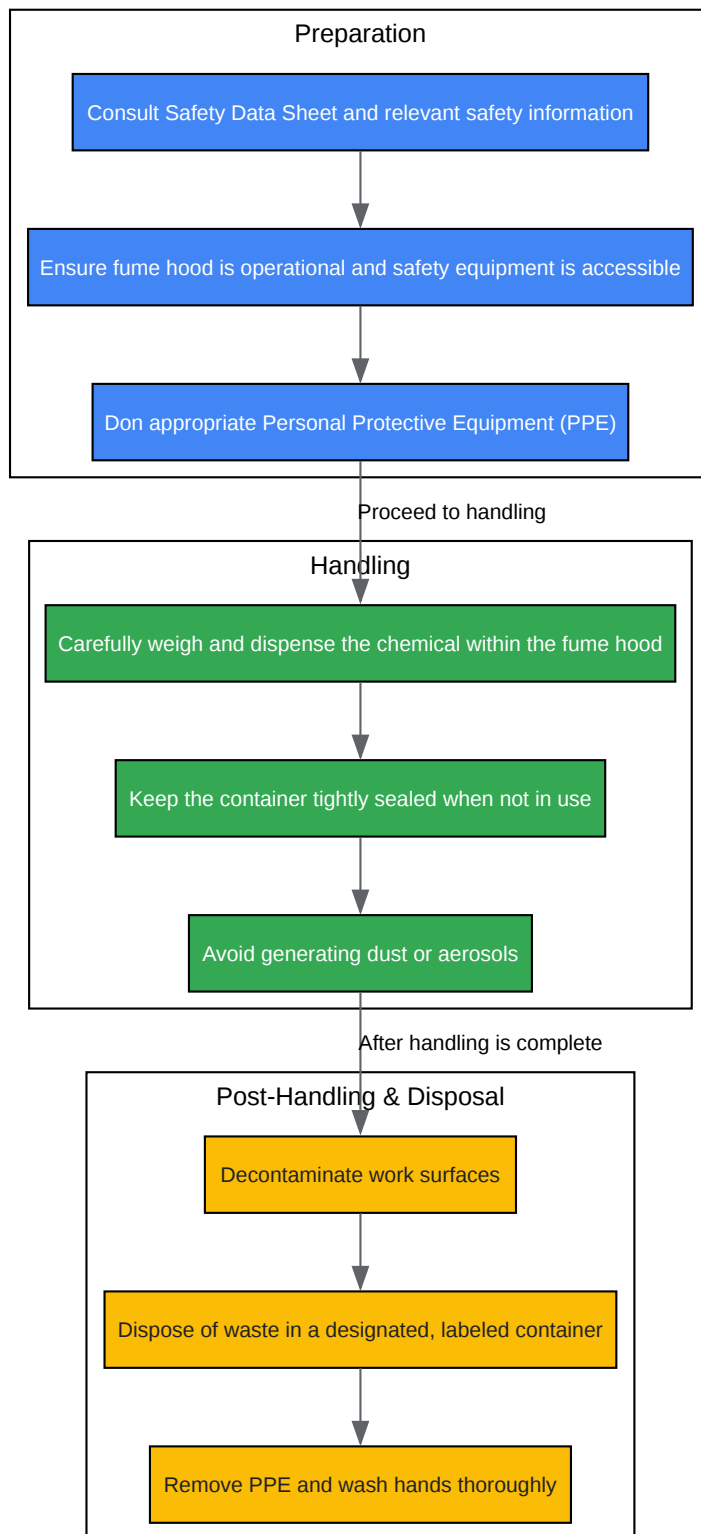 Preparation
Consult Safety Data Sheet and relevant safety information
Ensure fume hood is operational and safety equipment is accessible
Don appropriate Personal Protective Equipment (PPE)
Proceed to handling
Handling
Carefully weigh and dispense the chemical within the fume hood
Keep the container tightly sealed when not in use
Avoid generating dust or aerosols
After handling is complete
Post-Handling & Disposal
Decontaminate work surfaces
Dispose of waste in a designated, labeled container
Remove PPE and wash hands thoroughly